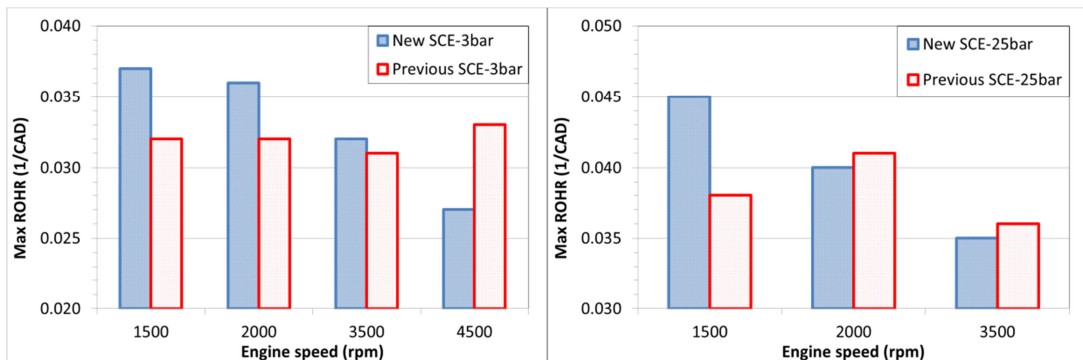 0.040
0.035
0.030
0.025
0.020
Max ROHR (1/CAD)
New SCE-3bar
Previous SCE-3bar
1500 2000 3500 4500
Engine speed (rpm)
0.050
0.045
0.040
0.035
0.030
Max ROHR (1/CAD)
New SCE-25bar
Previous SCE-25bar
1500 2000 3500
Engine speed (rpm)